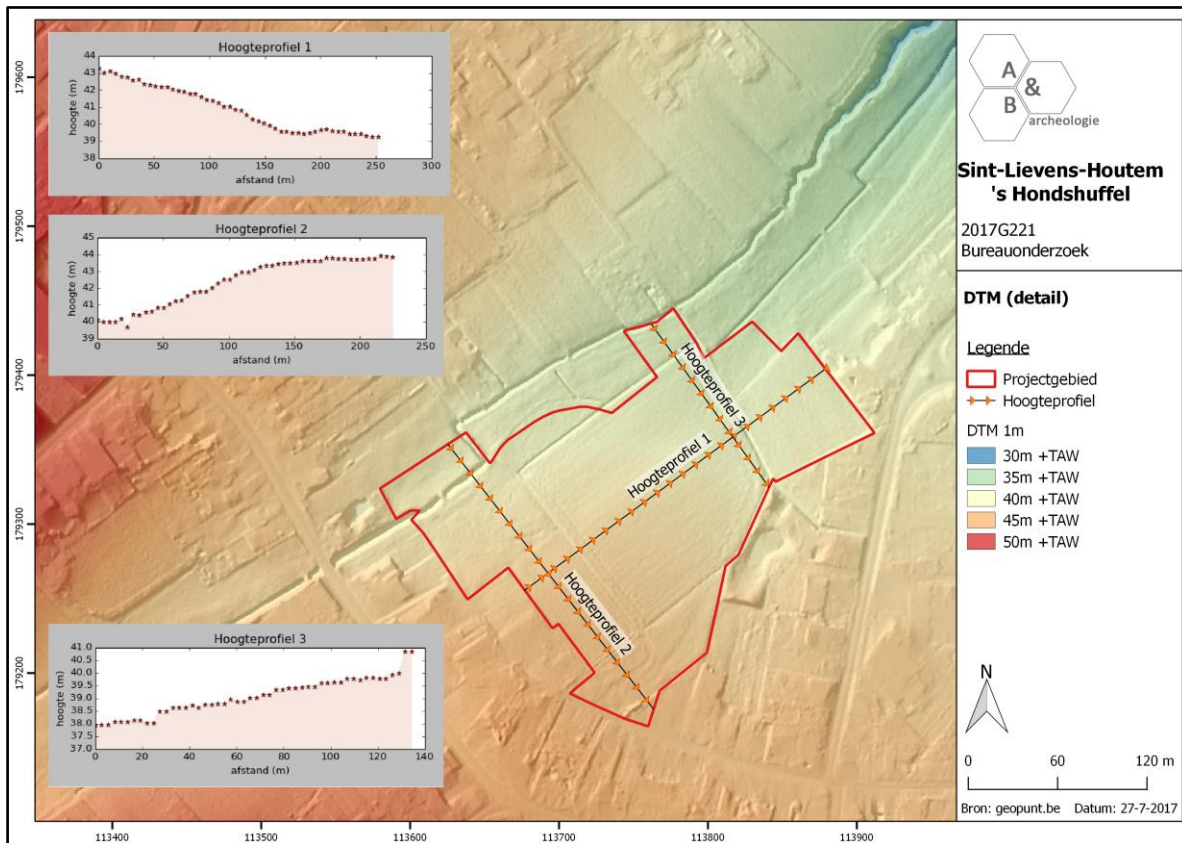 Hoogteprofiel 1
hoogte (m)
44
43
42
41
40
39
38
0 50 100 150 200 250 300
afstand (m)
Hoogteprofiel 2
hoogte (m)
45
44
43
42
41
40
39
0 50 100 150 200 250
afstand (m)
Hoogteprofiel 3
hoogte (m)
41.0
40.5
40.0
39.5
39.0
38.5
38.0
37.5
37.0
0 20 40 60 80 100 120 140
afstand (m)
179600
179500
179400
179300
179200
113400 113500 113600 113700 113800 113900
Hoogteprofiel 3
Hoogteprofiel 1
Hoogteprofiel 2
A
&
B
archeologie
Sint-Lievens-Houtem
's Hondshuffel
2017G221
Bureauonderzoek
DTM (detail)
Legende
Projectgebied
Hoogteprofiel
DTM 1m
30m +TAW
35m +TAW
40m +TAW
45m +TAW
50m +TAW
N
0 60 120 m
Bron: geopunt.be Datum: 27-7-2017